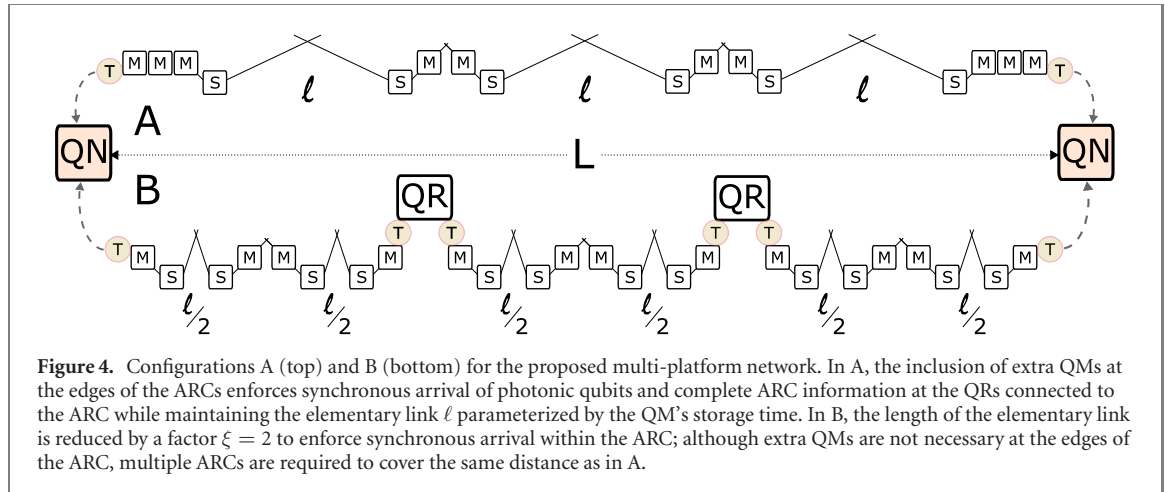 T M M M S ℓ S M M S ℓ S M M S ℓ S M M M T
A
QN L QN
B
QR QR
T M S S M M S S M T T M S S M M S S M T T M S S M M S S M T
ℓ/2 ℓ/2 ℓ/2 ℓ/2 ℓ/2 ℓ/2
Figure 4. Configurations A (top) and B (bottom) for the proposed multi-platform network. In A, the inclusion of extra QMs at
the edges of the ARCs enforces synchronous arrival of photonic qubits and complete ARC information at the QRs connected to
the ARC while maintaining the elementary link ℓ parameterized by the QM's storage time. In B, the length of the elementary link
is reduced by a factor ξ = 2 to enforce synchronous arrival within the ARC; although extra QMs are not necessary at the edges of
the ARC, multiple ARCs are required to cover the same distance as in A.